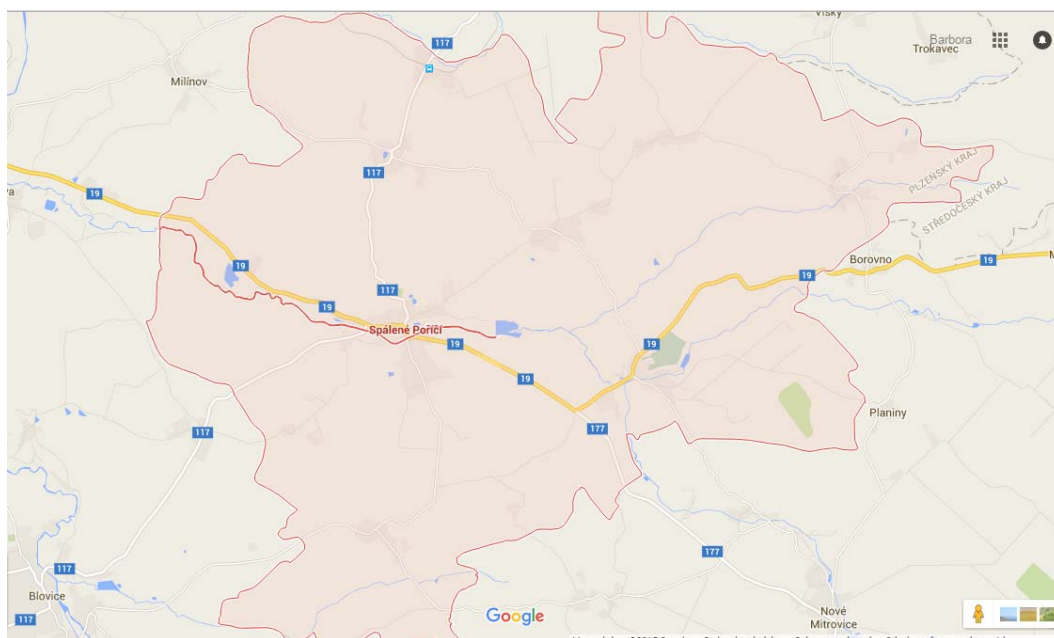 Vísky
Barbora
Trokavec
117
Milínov
117
PLZEŇSKÝ KRAJ
STŘEDOČESKÝ KRAJ
19
va
19
Borovno
19
M
19
117
19
Spálené Poříčí
19
19
19
Planiny
117
177
177
117
Blovice
117
Google
Nové
Mitrovice